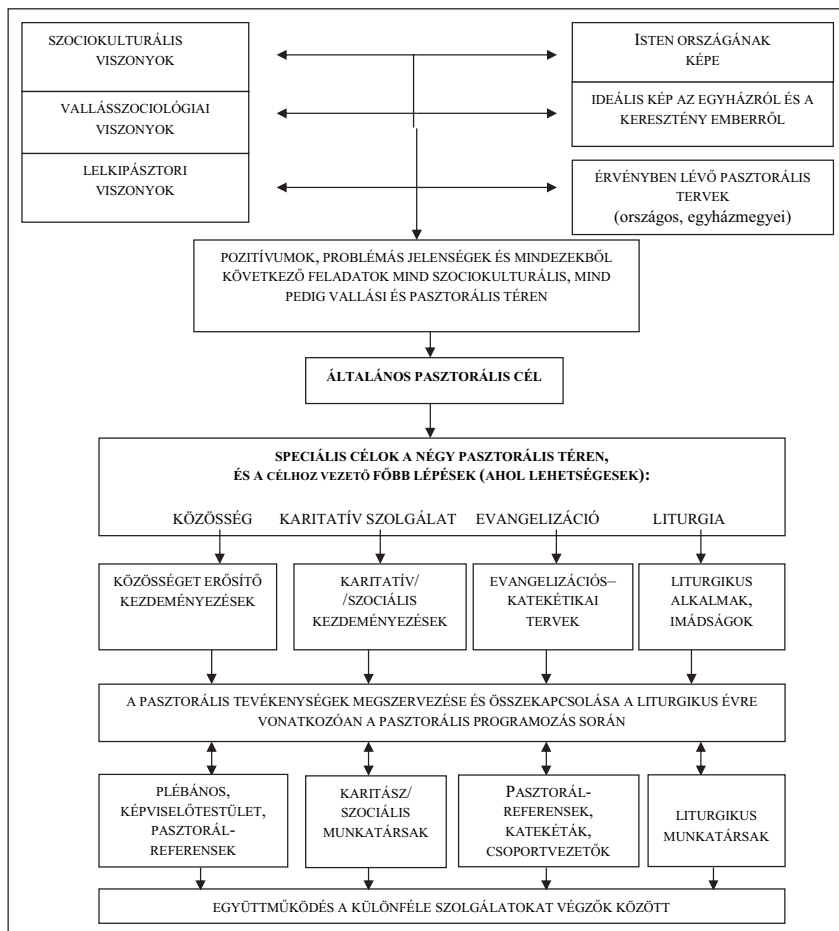 SZOCIOKULTURÁLIS
VISZONYOK
ISTEN ORSZÁGÁNAK
KÉPE
VALLÁSSZOCIOLÓGIAI
VISZONYOK
IDEÁLIS KÉP AZ EGYHÁZRÓL ÉS A
KERESZTÉNY EMBERRŐL
LELKIPÁSZTORI
VISZONYOK
ÉRVÉNYBEN LÉVŐ PASZTORÁLIS
TERVEK
(országos, egyházmegyei)
POZITÍVUMOK, PROBLÉMÁS JELENSÉGEK ÉS MINDEZEKBŐL
KÖVETKEZŐ FELADATOK MIND SZOCIOKULTURÁLIS, MIND
PEDIG VALLÁSI ÉS PASZTORÁLIS TÉREN
ÁLTALÁNOS PASZTORÁLIS CÉL
SPECIÁLIS CÉLOK A NÉGY PASZTORÁLIS TÉREN,
ÉS A CÉLHOZ VEZETŐ FŐBB LÉPÉSEK (AHOL LEHETSÉGESEK):
KÖZÖSSÉG KARITATÍV SZOLGÁLAT EVANGELIZÁCIÓ LITURGIA
KÖZÖSSÉGET ERŐSÍTŐ
KEZDEMÉNYEZÉSEK
KARITATÍV/
/SZOCIÁLIS
KEZDEMÉNYEZÉSEK
EVANGELIZÁCIÓS–
KATEKÉTIKAI
TERVEK
LITURGIKUS
ALKALMAK,
IMÁDSÁGOK
A PASZTORÁLIS TEVÉKENYSÉGEK MEGSZERVEZÉSE ÉS ÖSSZEKAPCSOLÁSA A LITURGIKUS ÉVRE
VONATKOZÓAN A PASZTORÁLIS PROGRAMOZÁS SORÁN
PLÉBÁNOS,
KÉPVISELŐTESTÜLET,
PASZTORÁL-
REFERENSEK
KARITÁSZ/
SZOCIÁLIS
MUNKATÁRSAK
PASZTORÁL-
REFERENSEK,
KATEKÉTÁK,
CSOPORTVEZETŐK
LITURGIKUS
MUNKATÁRSAK
EGYÜTTMŰKÖDÉS A KÜLÖNFÉLE SZOLGÁLATOKAT VÉGZŐK KÖZÖTT